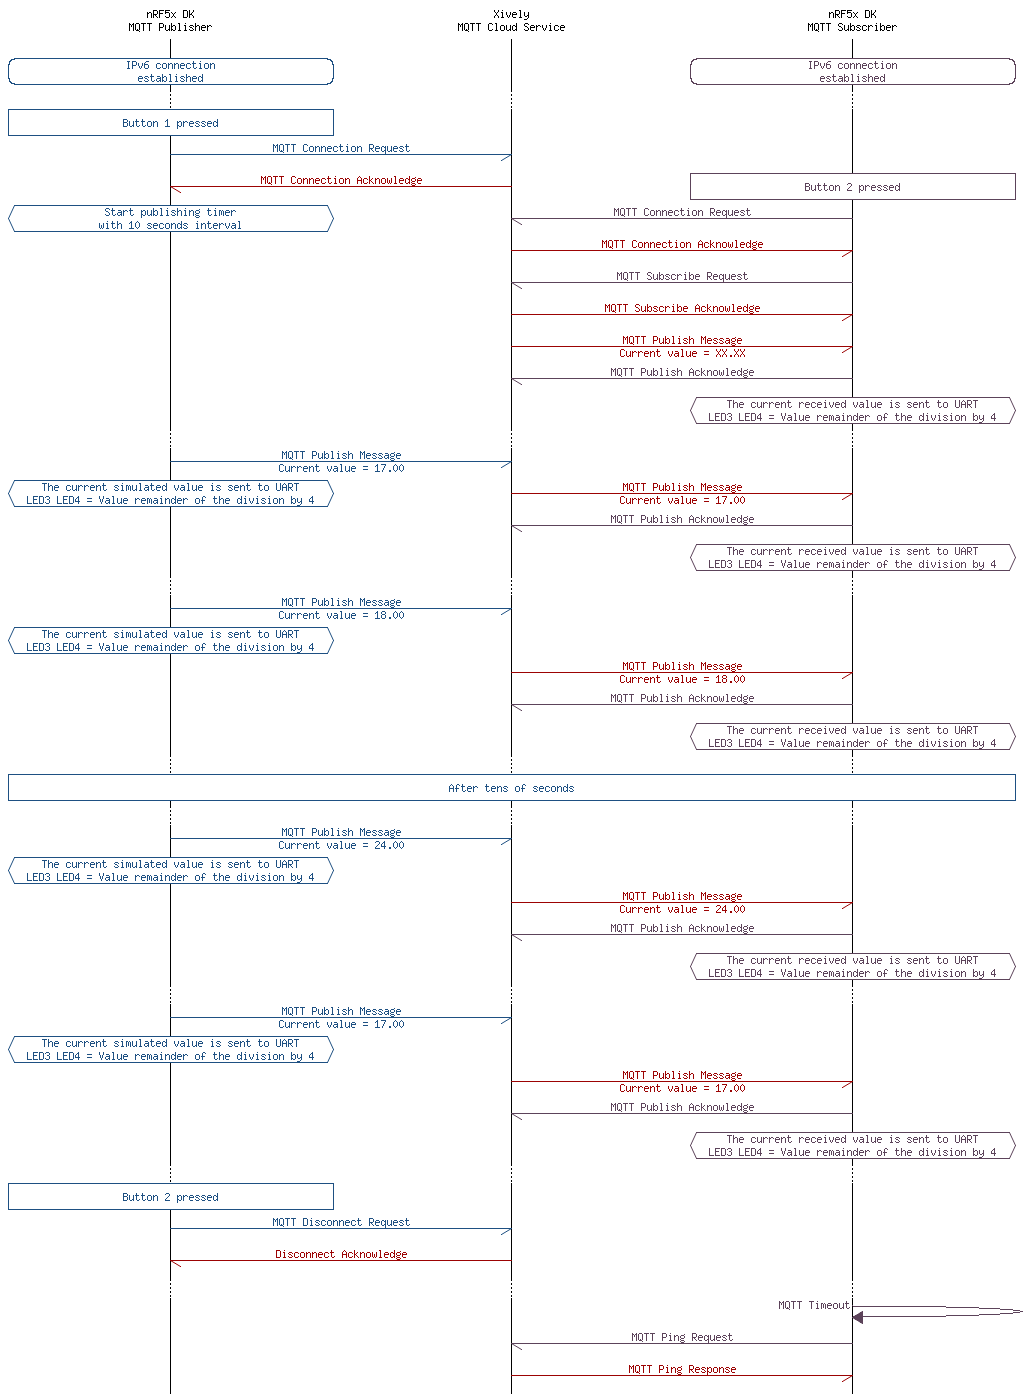 nRF5x DK
MQTT Publisher
Xively
MQTT Cloud Service
nRF5x DK
MQTT Subscriber
IPv6 connection
established
IPv6 connection
established
Button 1 pressed
MQTT Connection Request
MQTT Connection Acknowledge
Button 2 pressed
Start publishing timer
with 10 seconds interval
MQTT Connection Request
MQTT Connection Acknowledge
MQTT Subscribe Request
MQTT Subscribe Acknowledge
MQTT Publish Message
Current value = XX.XX
MQTT Publish Acknowledge
The current received value is sent to UART
LED3 LED4 = Value remainder of the division by 4
MQTT Publish Message
Current value = 17.00
The current simulated value is sent to UART
LED3 LED4 = Value remainder of the division by 4
MQTT Publish Message
Current value = 17.00
MQTT Publish Acknowledge
The current received value is sent to UART
LED3 LED4 = Value remainder of the division by 4
MQTT Publish Message
Current value = 18.00
The current simulated value is sent to UART
LED3 LED4 = Value remainder of the division by 4
MQTT Publish Message
Current value = 18.00
MQTT Publish Acknowledge
The current received value is sent to UART
LED3 LED4 = Value remainder of the division by 4
After tens of seconds
MQTT Publish Message
Current value = 24.00
The current simulated value is sent to UART
LED3 LED4 = Value remainder of the division by 4
MQTT Publish Message
Current value = 24.00
MQTT Publish Acknowledge
The current received value is sent to UART
LED3 LED4 = Value remainder of the division by 4
MQTT Publish Message
Current value = 17.00
The current simulated value is sent to UART
LED3 LED4 = Value remainder of the division by 4
MQTT Publish Message
Current value = 17.00
MQTT Publish Acknowledge
The current received value is sent to UART
LED3 LED4 = Value remainder of the division by 4
Button 2 pressed
MQTT Disconnect Request
Disconnect Acknowledge
MQTT Timeout
MQTT Ping Request
MQTT Ping Response